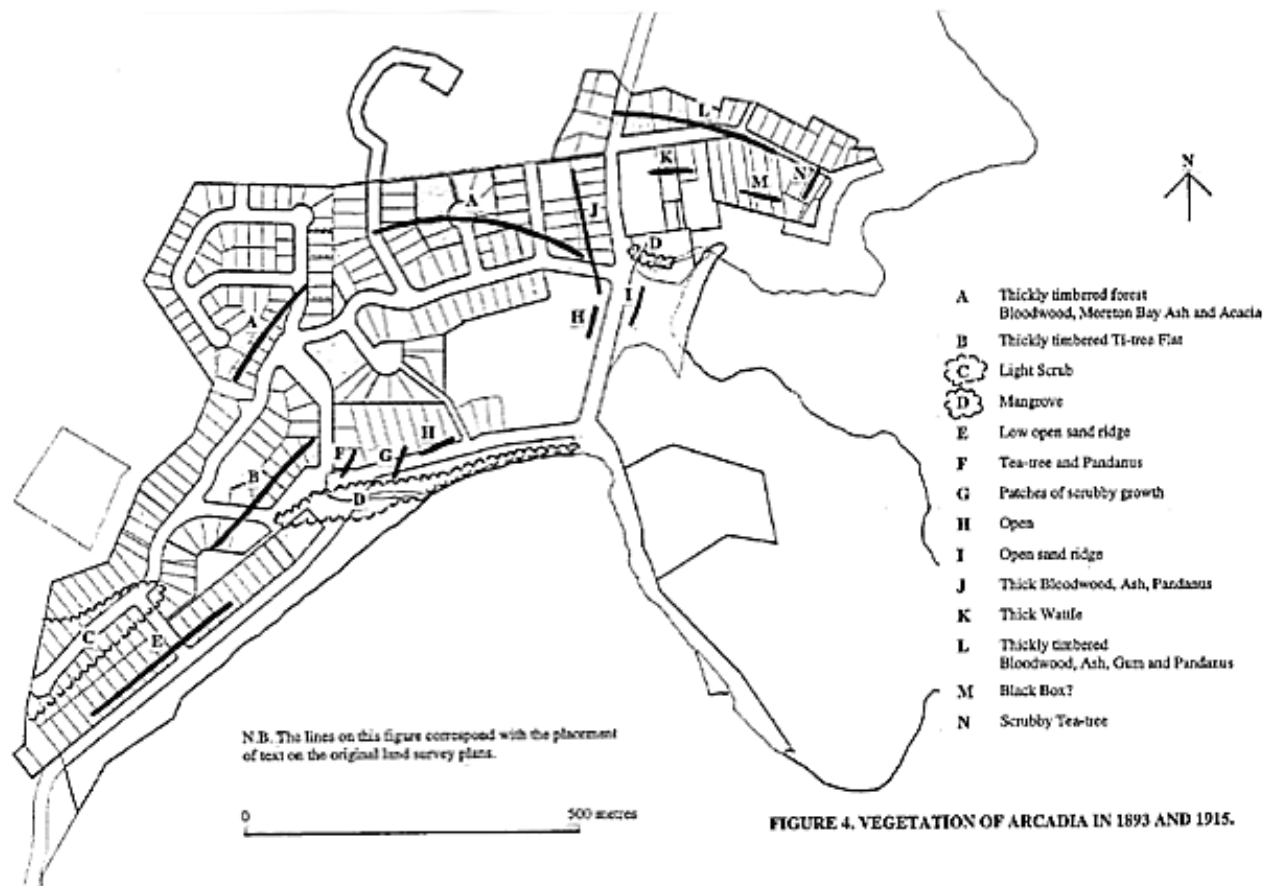 N
L
K
M
N
A
J
D
I
H
A
H
F
G
B
D
C
E
A Thickly timbered forest
Bloodwood, Moreton Bay Ash and Acacia
B Thickly timbered Ti-tree Flat
C Light Scrub
D Mangrove
E Low open sand ridge
F Tea-tree and Pandanus
G Patches of scrubby growth
H Open
I Open sand ridge
J Thick Bloodwood, Ash, Pandanus
K Thick Wattle
L Thickly timbered
Bloodwood, Ash, Gum and Pandanus
M Black Box?
N Scrubby Tea-tree
N.B. The lines on this figure correspond with the placement
of text on the original land survey plans.
0 500 metres
FIGURE 4. VEGETATION OF ARCADIA IN 1893 AND 1915.